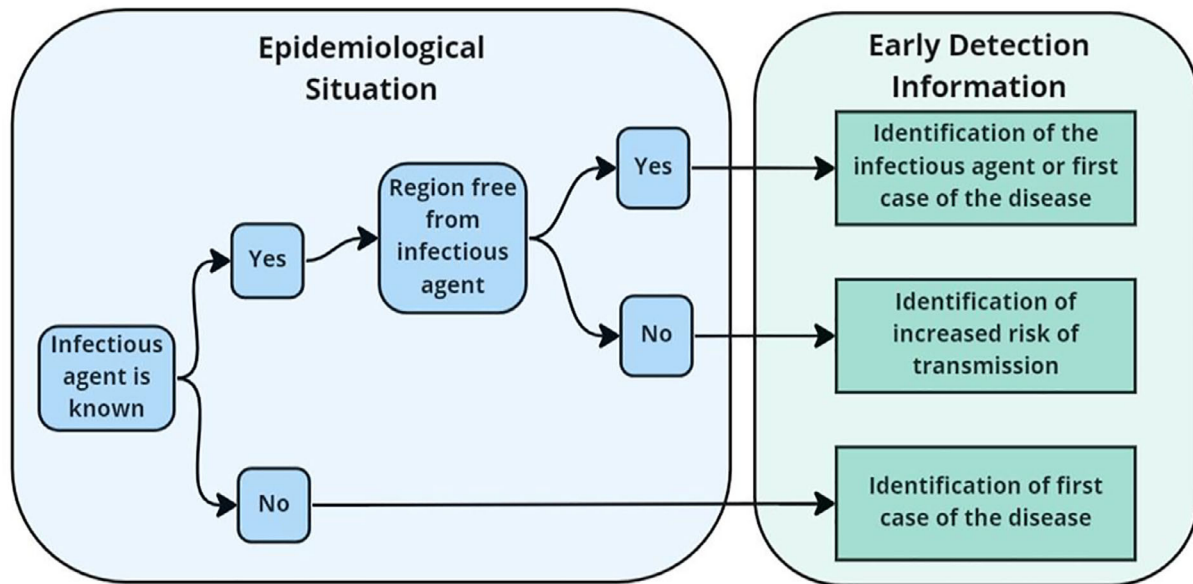 Epidemiological
Situation
Infectious
agent is
known
Yes
No
Region free
from
infectious
agent
Yes
No
Early Detection
Information
Identification of the
infectious agent or first
case of the disease
Identification of
increased risk of
transmission
Identification of first
case of the disease